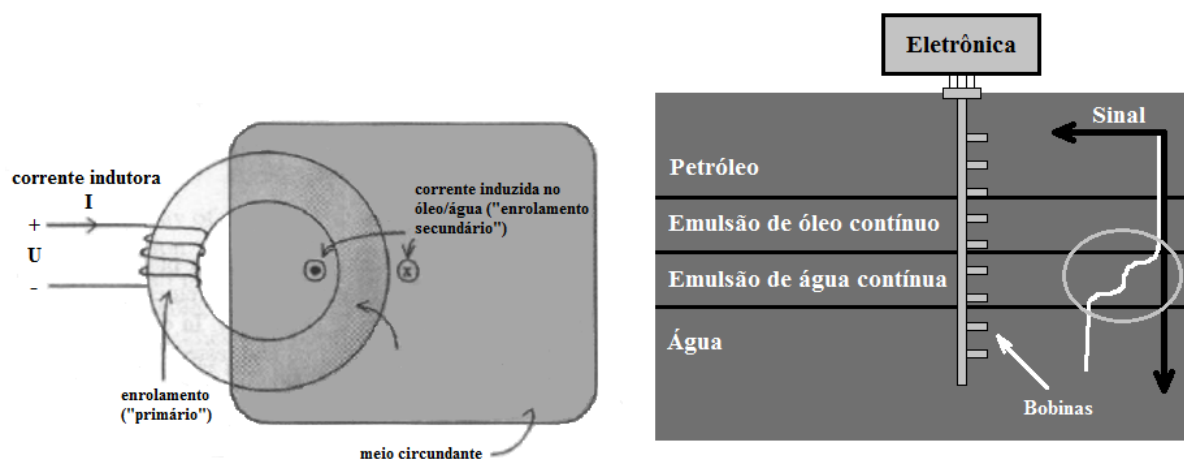 corrente indutora
I
+
U
-
enrolamento
("primário")
corrente induzida no
óleo/água ("enrolamento
secundário")
x
meio circundante
Eletrônica
Sinal
Petróleo
Emulsão de óleo contínuo
Emulsão de água contínua
Água
Bobinas